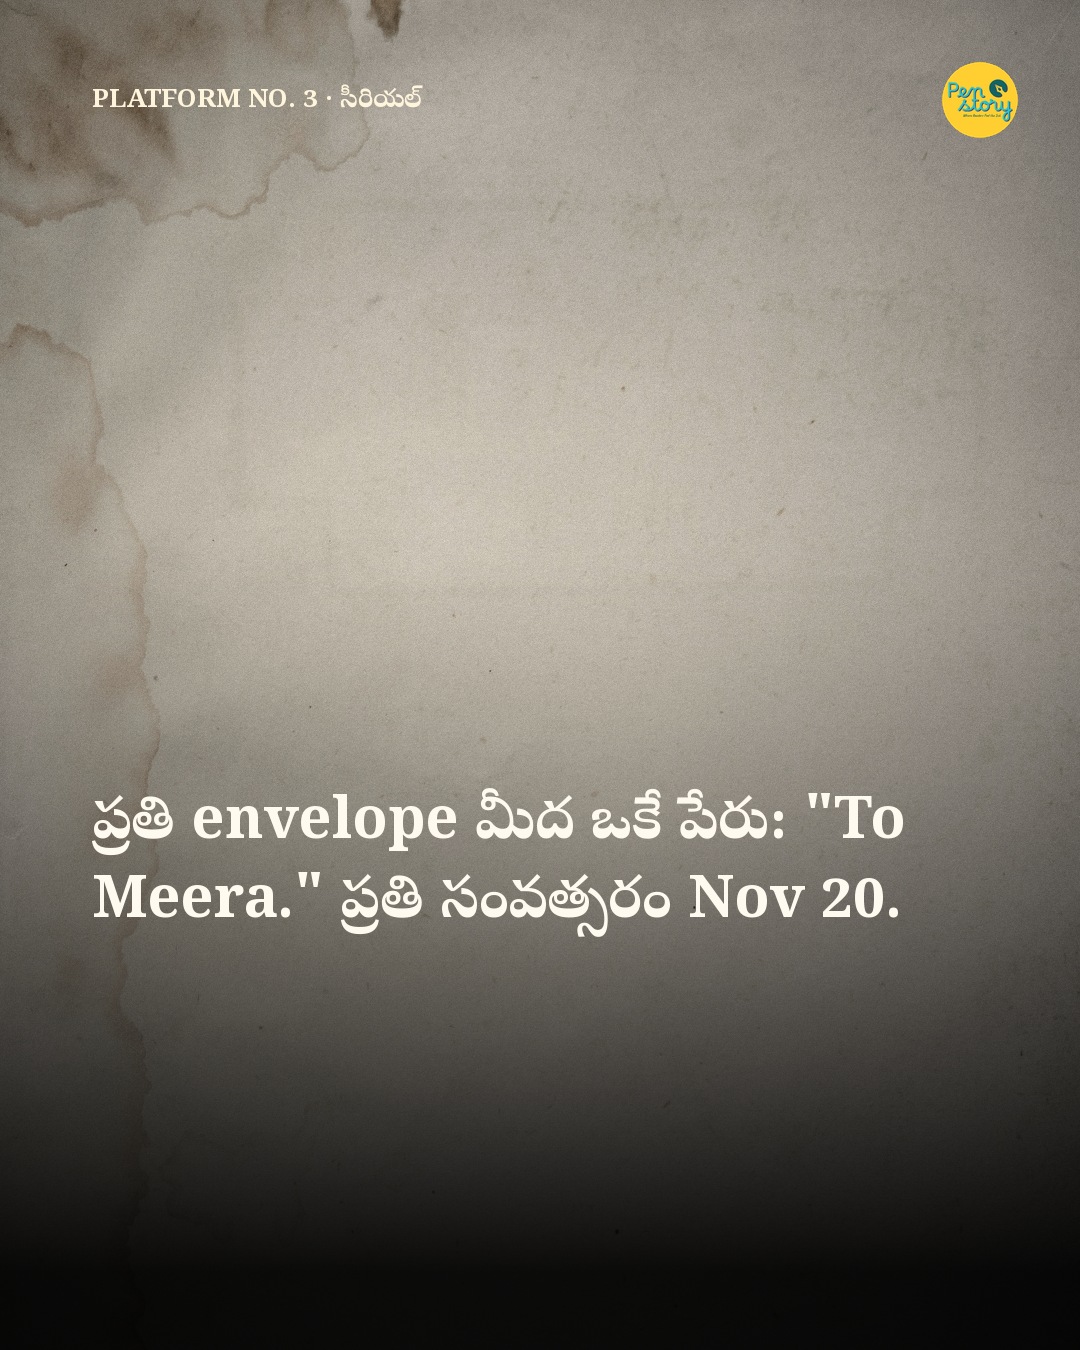 PLATFORM NO. 3 · సీరియల్
Pen
story
ప్రతి envelope మీద ఒకే పేరు: "To
Meera." ప్రతి సంవత్సరం Nov 20.